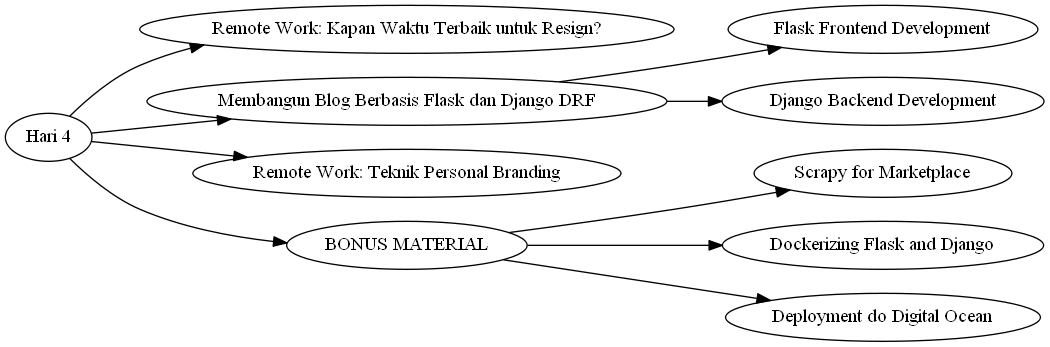 Hari 4
Remote Work: Kapan Waktu Terbaik untuk Resign?
Membangun Blog Berbasis Flask dan Django DRF
Flask Frontend Development
Django Backend Development
Remote Work: Teknik Personal Branding
BONUS MATERIAL
Scrapy for Marketplace
Dockerizing Flask and Django
Deployment do Digital Ocean